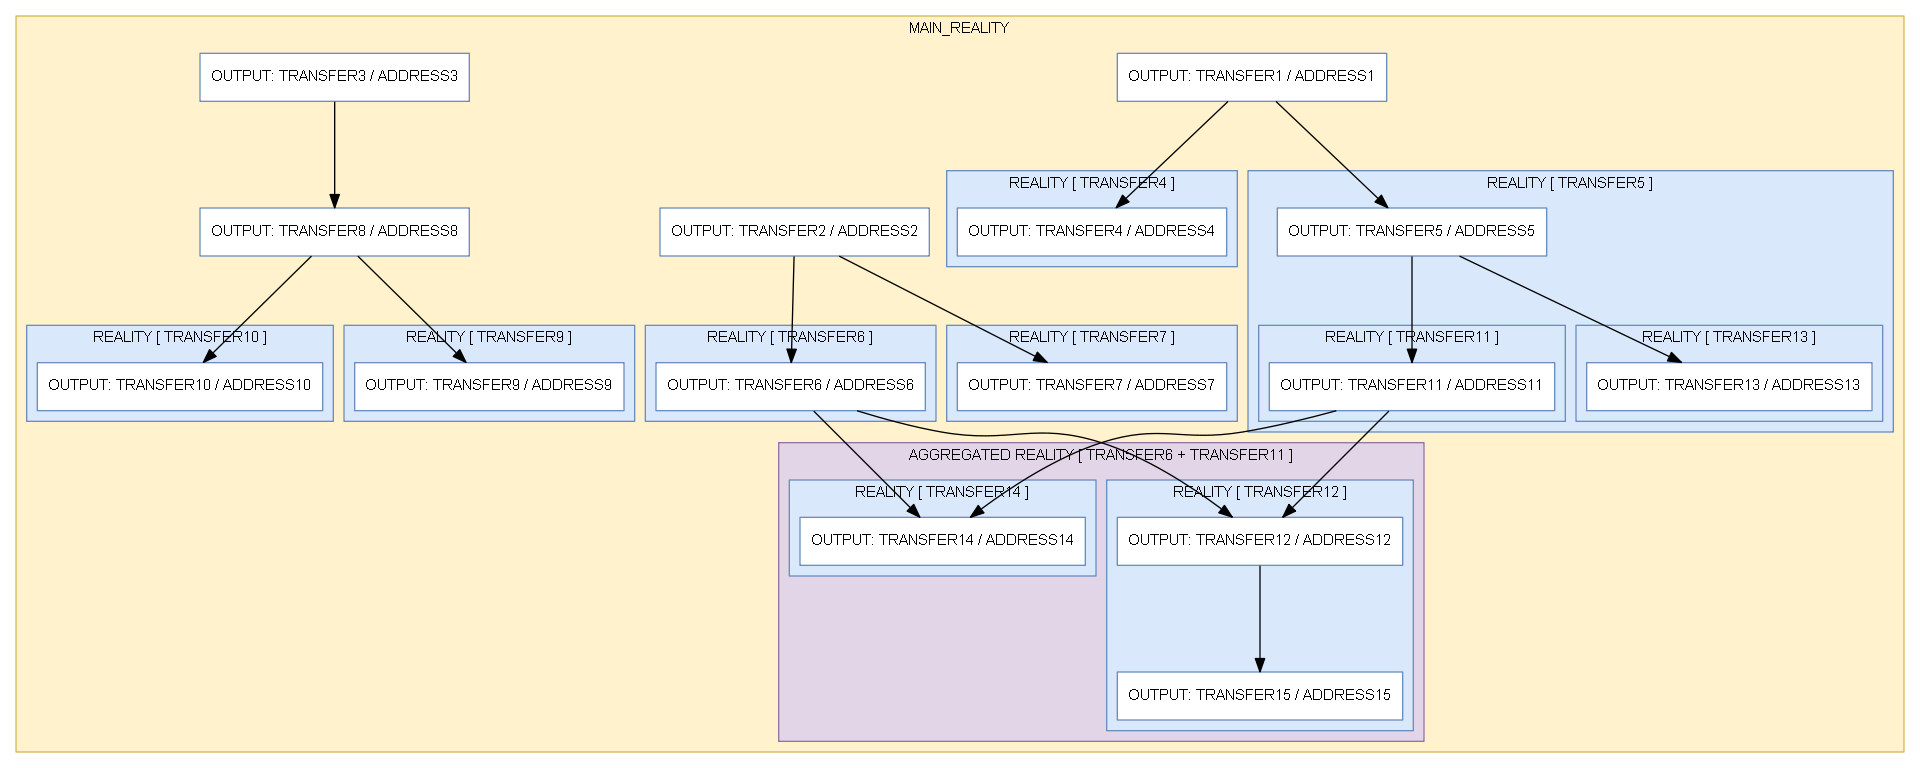 MAIN_REALITY
OUTPUT: TRANSFER3 / ADDRESS3
OUTPUT: TRANSFER1 / ADDRESS1
REALITY [ TRANSFER4 ]
REALITY [ TRANSFER5 ]
OUTPUT: TRANSFER8 / ADDRESS8
OUTPUT: TRANSFER2 / ADDRESS2
OUTPUT: TRANSFER4 / ADDRESS4
OUTPUT: TRANSFER5 / ADDRESS5
REALITY [ TRANSFER10 ]
REALITY [ TRANSFER9 ]
REALITY [ TRANSFER6 ]
REALITY [ TRANSFER7 ]
REALITY [ TRANSFER11 ]
REALITY [ TRANSFER13 ]
OUTPUT: TRANSFER10 / ADDRESS10
OUTPUT: TRANSFER9 / ADDRESS9
OUTPUT: TRANSFER6 / ADDRESS6
OUTPUT: TRANSFER7 / ADDRESS7
OUTPUT: TRANSFER11 / ADDRESS11
OUTPUT: TRANSFER13 / ADDRESS13
AGGREGATED REALITY [ TRANSFER6 + TRANSFER11 ]
REALITY [ TRANSFER14 ]
REALITY [ TRANSFER12 ]
OUTPUT: TRANSFER14 / ADDRESS14
OUTPUT: TRANSFER12 / ADDRESS12
OUTPUT: TRANSFER15 / ADDRESS15